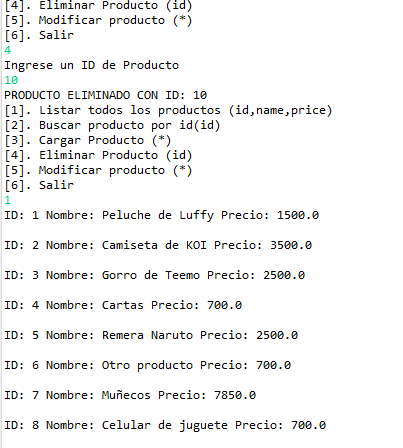 [4]. Eliminar Producto (id)
[5]. Modificar producto (*)
[6]. Salir
4
Ingrese un ID de Producto
10
PRODUCTO ELIMINADO CON ID: 10
[1]. Listar todos los productos (id,name,price)
[2]. Buscar producto por id(id)
[3]. Cargar Producto (*)
[4]. Eliminar Producto (id)
[5]. Modificar producto (*)
[6]. Salir
1
ID: 1 Nombre: Peluche de Luffy Precio: 1500.0
ID: 2 Nombre: Camiseta de KOI Precio: 3500.0
ID: 3 Nombre: Gorro de Teemo Precio: 2500.0
ID: 4 Nombre: Cartas Precio: 700.0
ID: 5 Nombre: Remera Naruto Precio: 2500.0
ID: 6 Nombre: Otro producto Precio: 700.0
ID: 7 Nombre: Muñecos Precio: 7850.0
ID: 8 Nombre: Celular de juguete Precio: 700.0